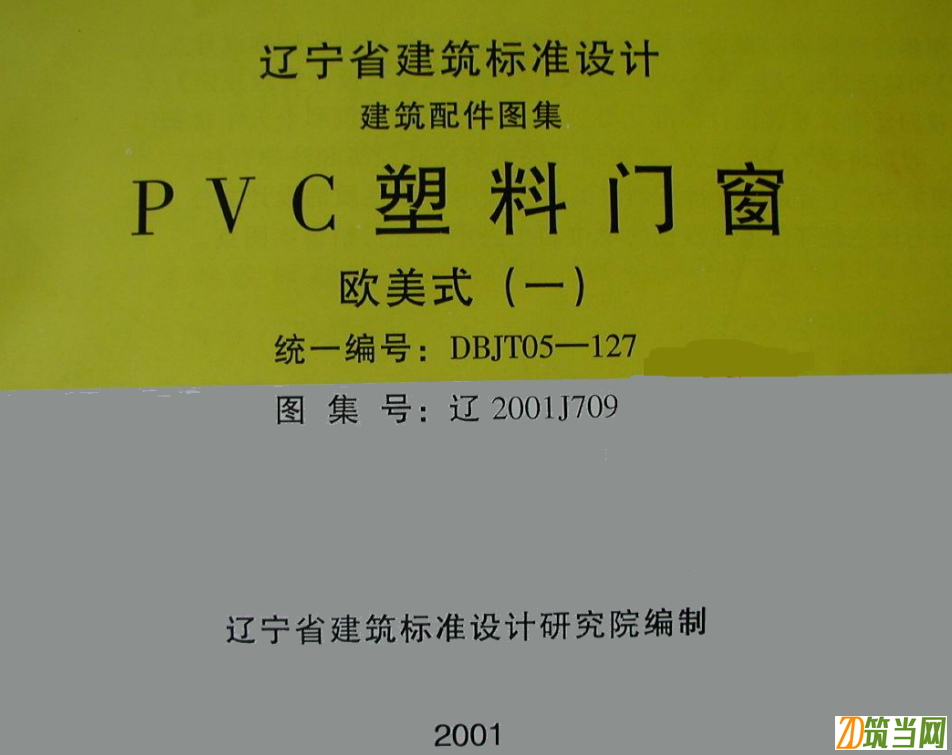 辽宁省建筑标准设计
建筑配件图集
PVC塑料门窗
欧美式（一）
统一编号：DBJT05—127
图集号：辽2001J709
辽宁省建筑标准设计研究院编制
2001
筑当网